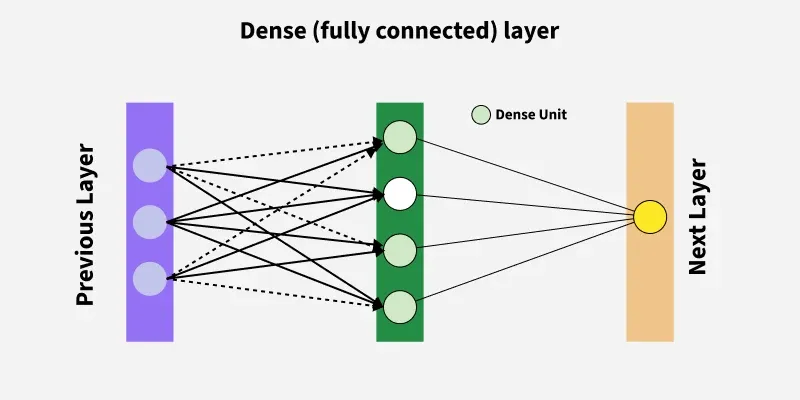 Dense (fully connected) layer
Dense Unit
Previous Layer
Next Layer